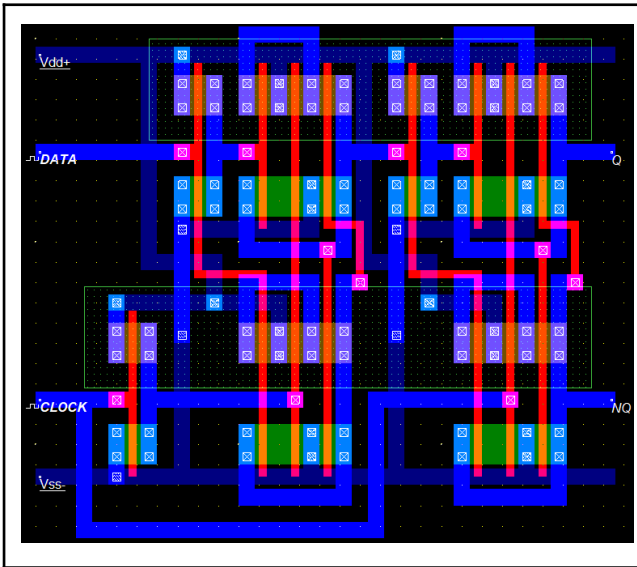 Vdd+
DATA
Q
CLOCK
NQ
Vss-